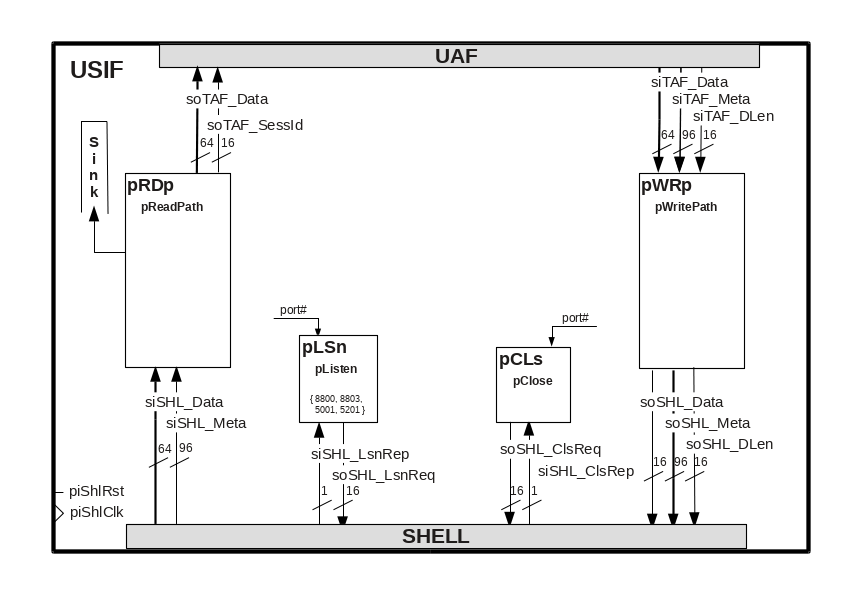 UAF
USIF
siTAF_Data
soTAF_Data
siTAF_Meta
siTAF_DLen
soTAF_SessId
64 16
64 96 16
S
i
n
k
pRDp
pReadPath
pWRp
pWritePath
port#
port#
pLSn
pListen
{ 8800, 8803,
5001, 5201 }
pCLs
pClose
siSHL_Data
siSHL_Meta
soSHL_Data
soSHL_Meta
soSHL_DLen
64 96
siSHL_LsnRep
soSHL_LsnReq
soSHL_ClsReq
siSHL_ClsRep
16 96 16
1 16
16 1
piShlRst
piShlClk
SHELL